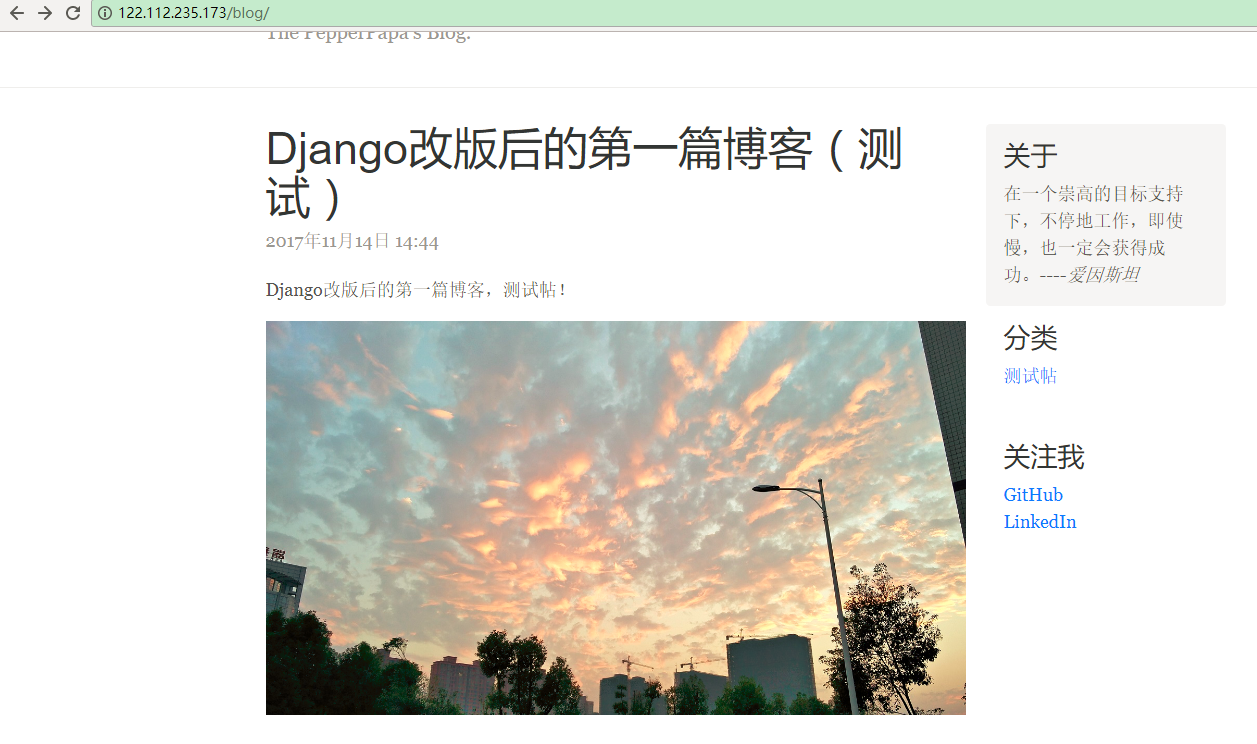 122.112.235.173/blog/
The PepperPapa's Blog.
Django改版后的第一篇博客（测
试）
2017年11月14日 14:44
Django改版后的第一篇博客，测试帖！
关于
在一个崇高的目标支持
下，不停地工作，即使
慢，也一定会获得成
功。----爱因斯坦
分类
测试帖
关注我
GitHub
LinkedIn